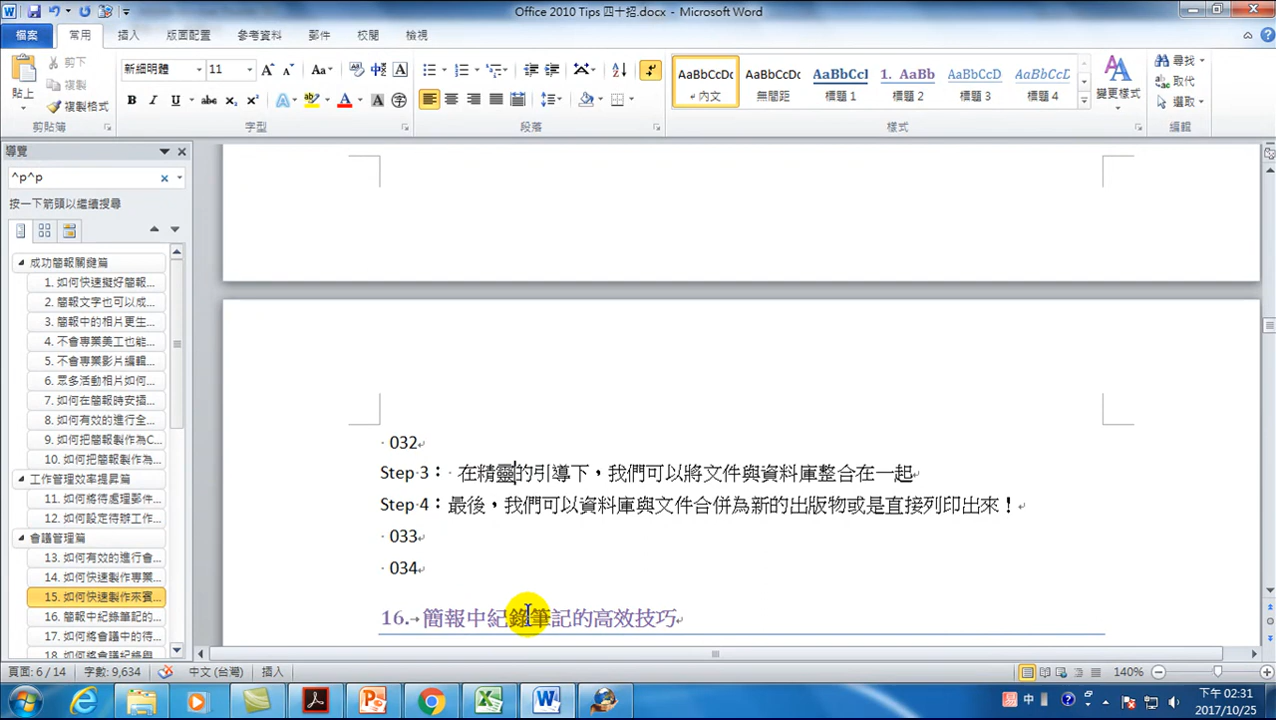 Office 2010 Tips 四十招.docx - Microsoft Word
檔案 常用 插入 版面配置 參考資料 郵件 校閱 檢視
貼上
剪下
複製
複製格式
剪貼簿
新細明體 11
字型
段落
AaBbCcDc AaBbCcDc AaBbCcI 1. AaBb AaBbCcD AaBbCcD
內文 無間距 標題 1 標題 2 標題 3 標題 4
變更樣式
樣式
尋找
取代
選取
編輯
導覽
^p^p
按一下箭頭以繼續搜尋
成功簡報關鍵篇
1. 如何快速擬好簡報...
2. 簡報文字也可以成...
3. 簡報中的相片更生...
4. 不會專業美工也能...
5. 不會專業影片編輯...
6. 眾多活動相片如何...
7. 如何在簡報時安插...
8. 如何有效的進行全...
9. 如何把簡報製作為C...
10. 如何把簡報製作為...
工作管理效率提昇篇
11. 如何將待處理郵件...
12. 如何設定待辦工作...
會議管理篇
13. 如何有效的進行會...
14. 如何快速製作專業...
15. 如何快速製作來賓...
16. 簡報中紀錄筆記的...
17. 如何將會議中的待...
18. 如何將會議紀錄與...
032
Step 3： 在精靈的引導下，我們可以將文件與資料庫整合在一起
Step 4：最後，我們可以資料庫與文件合併為新的出版物或是直接列印出來！
033
034
16. 簡報中紀錄筆記的高效技巧
頁面: 6 / 14 字數: 9,634 中文 (台灣) 插入 140%
中
下午 02:31
2017/10/25